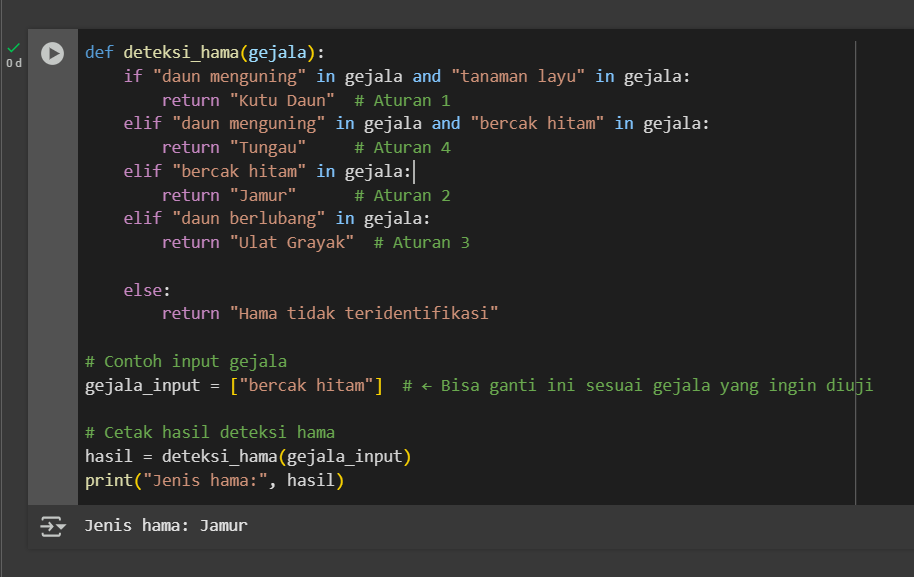 0 d
def deteksi_hama(gejala):
    if "daun menguning" in gejala and "tanaman layu" in gejala:
        return "Kutu Daun"  # Aturan 1
    elif "daun menguning" in gejala and "bercak hitam" in gejala:
        return "Tungau"     # Aturan 4
    elif "bercak hitam" in gejala:
        return "Jamur"      # Aturan 2
    elif "daun berlubang" in gejala:
        return "Ulat Grayak"  # Aturan 3
    else:
        return "Hama tidak teridentifikasi"
# Contoh input gejala
gejala_input = ["bercak hitam"]  # ← Bisa ganti ini sesuai gejala yang ingin diuji
# Cetak hasil deteksi hama
hasil = deteksi_hama(gejala_input)
print("Jenis hama:", hasil)
Jenis hama: Jamur